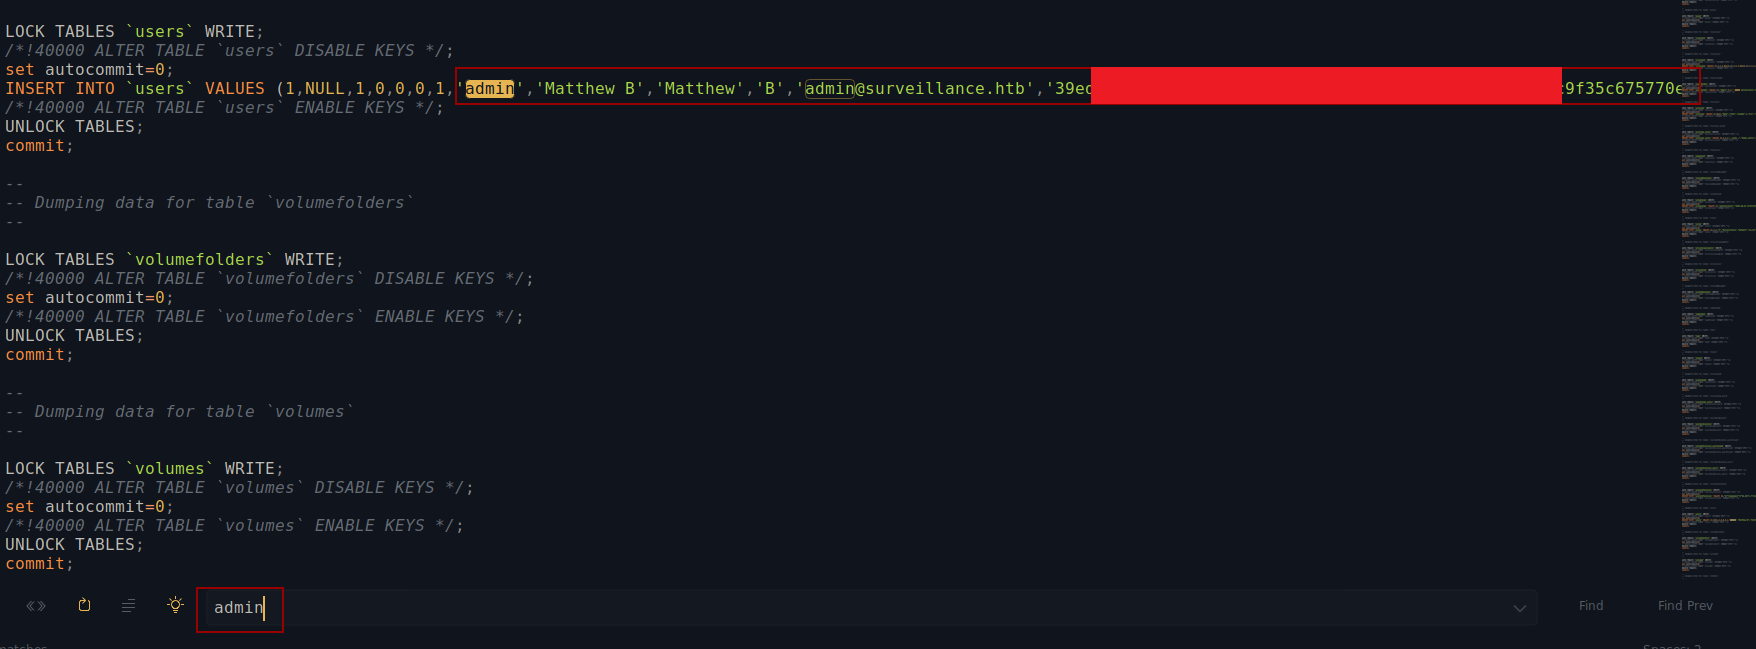 LOCK TABLES `users` WRITE;
/*!40000 ALTER TABLE `users` DISABLE KEYS */;
set autocommit=0;
INSERT INTO `users` VALUES (1,NULL,1,0,0,0,1,'admin','Matthew B','Matthew','B','admin@surveillance.htb','39ed 9f35c675770e
/*!40000 ALTER TABLE `users` ENABLE KEYS */;
UNLOCK TABLES;
commit;
--
-- Dumping data for table `volumefolders`
--
LOCK TABLES `volumefolders` WRITE;
/*!40000 ALTER TABLE `volumefolders` DISABLE KEYS */;
set autocommit=0;
/*!40000 ALTER TABLE `volumefolders` ENABLE KEYS */;
UNLOCK TABLES;
commit;
--
-- Dumping data for table `volumes`
--
LOCK TABLES `volumes` WRITE;
/*!40000 ALTER TABLE `volumes` DISABLE KEYS */;
set autocommit=0;
/*!40000 ALTER TABLE `volumes` ENABLE KEYS */;
UNLOCK TABLES;
commit;
admin
Find
Find Prev